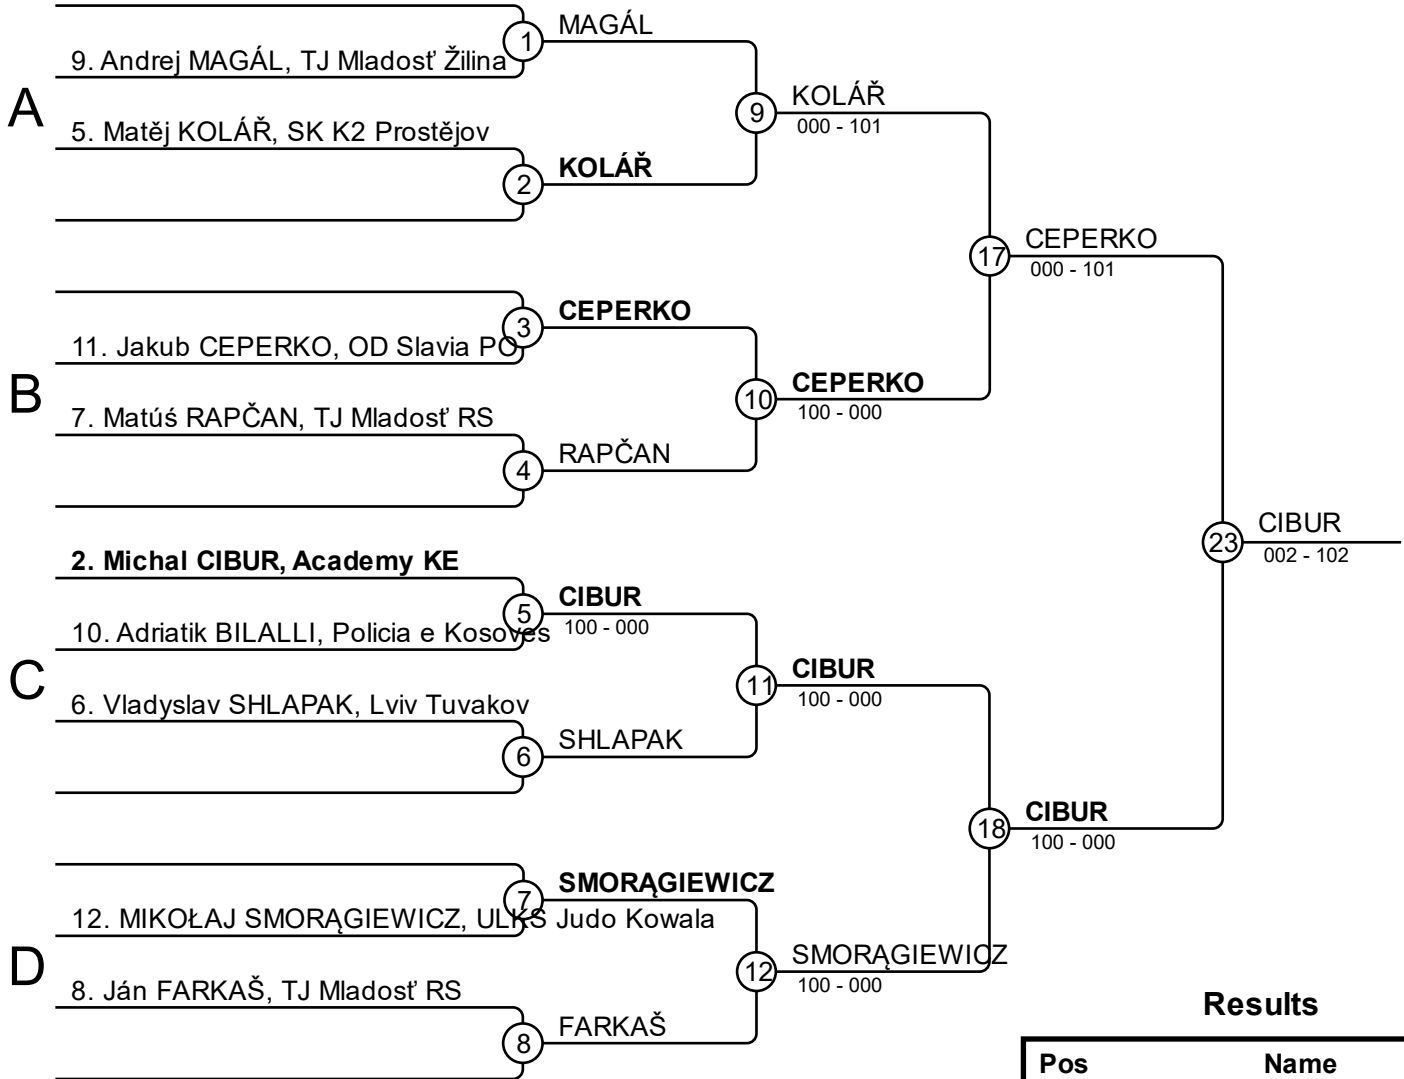 1
MAGÁL
9. Andrej MAGÁL, TJ Mladosť Žilina
A
9
KOLÁŘ
000 - 101
5. Matěj KOLÁŘ, SK K2 Prostějov
2
KOLÁŘ
17
CEPERKO
000 - 101
3
CEPERKO
11. Jakub CEPERKO, OD Slavia PO
B
10
CEPERKO
100 - 000
7. Matúś RAPČAN, TJ Mladosť RS
4
RAPČAN
23
CIBUR
002 - 102
2. Michal CIBUR, Academy KE
5
CIBUR
100 - 000
10. Adriatik BILALLI, Policia e Kosoves
C
11
CIBUR
100 - 000
6. Vladyslav SHLAPAK, Lviv Tuvakov
6
SHLAPAK
18
CIBUR
100 - 000
7
SMORĄGIEWICZ
12. MIKOŁAJ SMORĄGIEWICZ, ULKS Judo Kowala
D
12
SMORĄGIEWICZ
100 - 000
8. Ján FARKAŠ, TJ Mladosť RS
8
FARKAŠ
Results
Pos Name